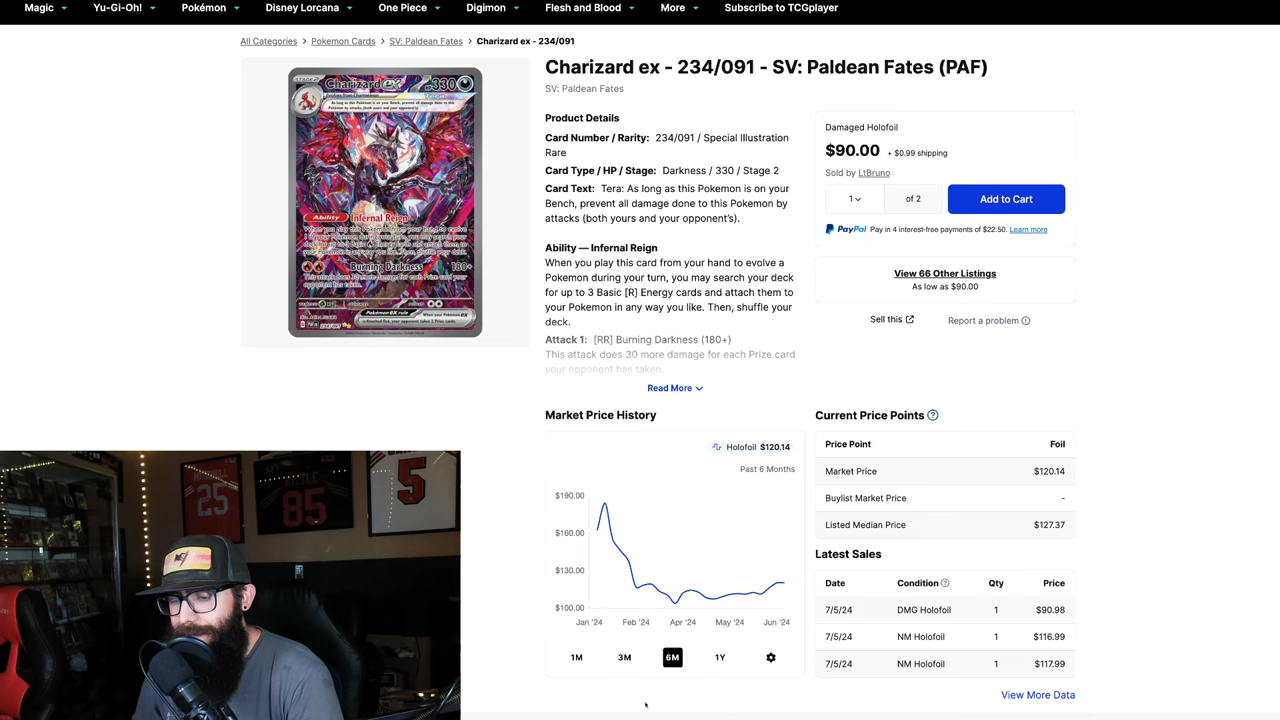 Magic Yu-Gi-Oh! Pokémon Disney Lorcana One Piece Digimon Flesh and Blood More Subscribe to TCGplayer
All Categories > Pokemon Cards > SV: Paldean Fates > Charizard ex - 234/091
Charizard ex - 234/091 - SV: Paldean Fates (PAF)
SV: Paldean Fates
STAGE2
Charizard ex
330
Ability Infernal Reign
Burning Darkness 180+
Pokémon ex rule
234/091
Product Details
Card Number / Rarity: 234/091 / Special Illustration
Rare
Card Type / HP / Stage: Darkness / 330 / Stage 2
Card Text: Tera: As long as this Pokemon is on your
Bench, prevent all damage done to this Pokemon by
attacks (both yours and your opponent's).
Ability — Infernal Reign
When you play this card from your hand to evolve a
Pokemon during your turn, you may search your deck
for up to 3 Basic [R] Energy cards and attach them to
your Pokemon in any way you like. Then, shuffle your
deck.
Attack 1: [RR] Burning Darkness (180+)
This attack does 30 more damage for each Prize card
your opponent has taken.
Read More
Damaged Holofoil
$90.00 + $0.99 shipping
Sold by LtBruno
1 of 2 Add to Cart
PayPal Pay in 4 interest-free payments of $22.50. Learn more
View 66 Other Listings
As low as $90.00
Sell this Report a problem
Market Price History
Holofoil $120.14
Past 6 Months
$190.00
$160.00
$130.00
$100.00
Jan '24 Feb '24 Apr '24 May '24 Jun '24
1M 3M 6M 1Y
Current Price Points
Price Point Foil
Market Price $120.14
Buylist Market Price -
Listed Median Price $127.37
Latest Sales
Date Condition Qty Price
7/5/24 DMG Holofoil 1 $90.98
7/5/24 NM Holofoil 1 $116.99
7/5/24 NM Holofoil 1 $117.99
View More Data
25
85
5